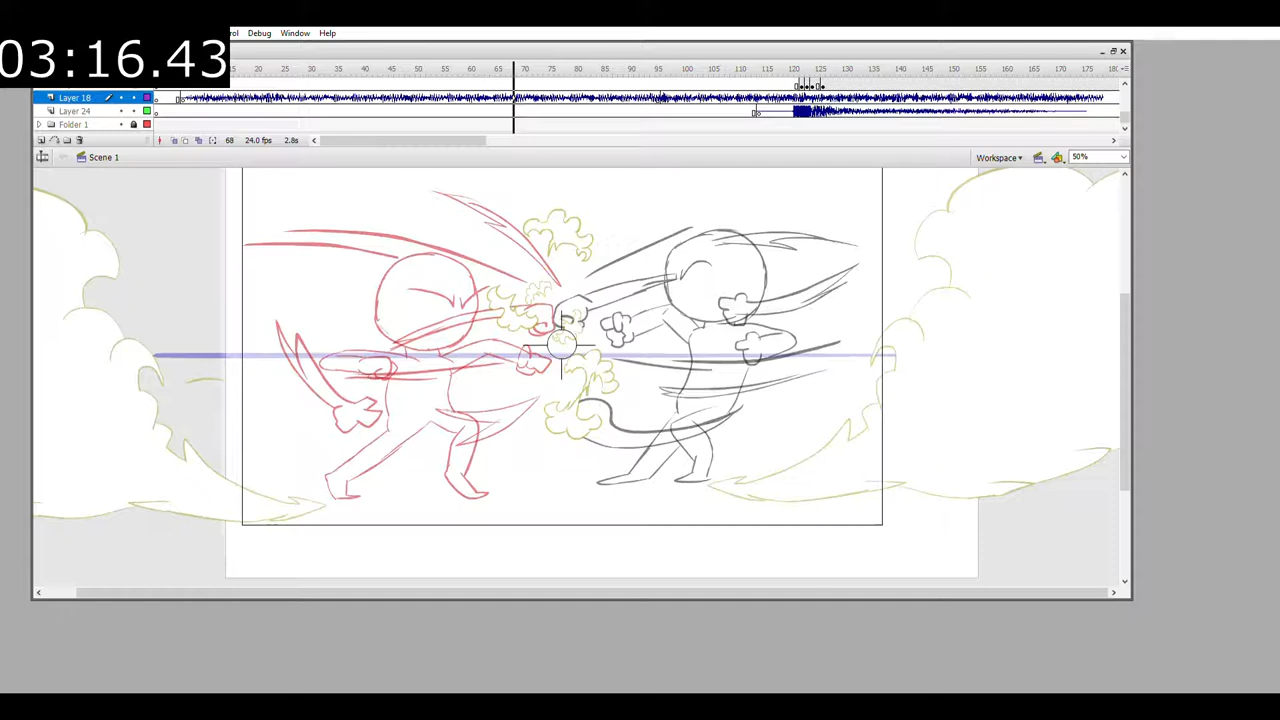 03:16.43
Debug Window Help
20 25 30 35 40 45 50 55 60 65 70 75 80 85 90 95 100 105 110 115 120 125 130 135 140 145 150 155 160 165 170 175
Layer 18
Layer 24
Folder 1
68 24.0 fps 2.8s
Scene 1
Workspace
50%